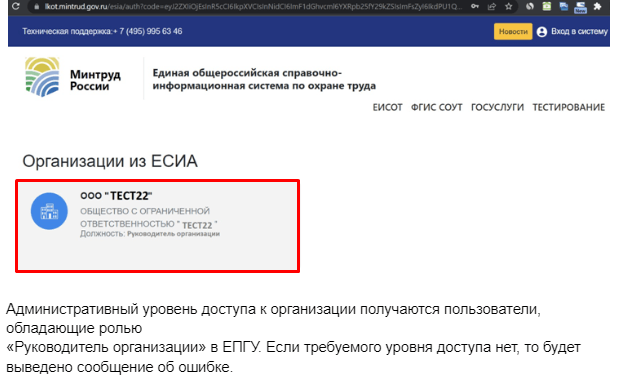 lkot.mintrud.gov.ru/esia/auth?code=
Техническая поддержка:+ 7 (495) 995 63 46
Новости
Вход в систему
Минтруд
России
Единая общероссийская справочно-
информационная система по охране труда
ЕИСОТ ФГИС СОУТ ГОСУСЛУГИ ТЕСТИРОВАНИЕ
Организации из ЕСИА
ООО "ТЕСТ22"
ОБЩЕСТВО С ОГРАНИЧЕННОЙ
ОТВЕТСТВЕННОСТЬЮ " ТЕСТ22 "
Должность: Руководитель организации
Административный уровень доступа к организации получаются пользователи,
обладающие ролью
«Руководитель организации» в ЕПГУ. Если требуемого уровня доступа нет, то будет
выведено сообщение об ошибке.